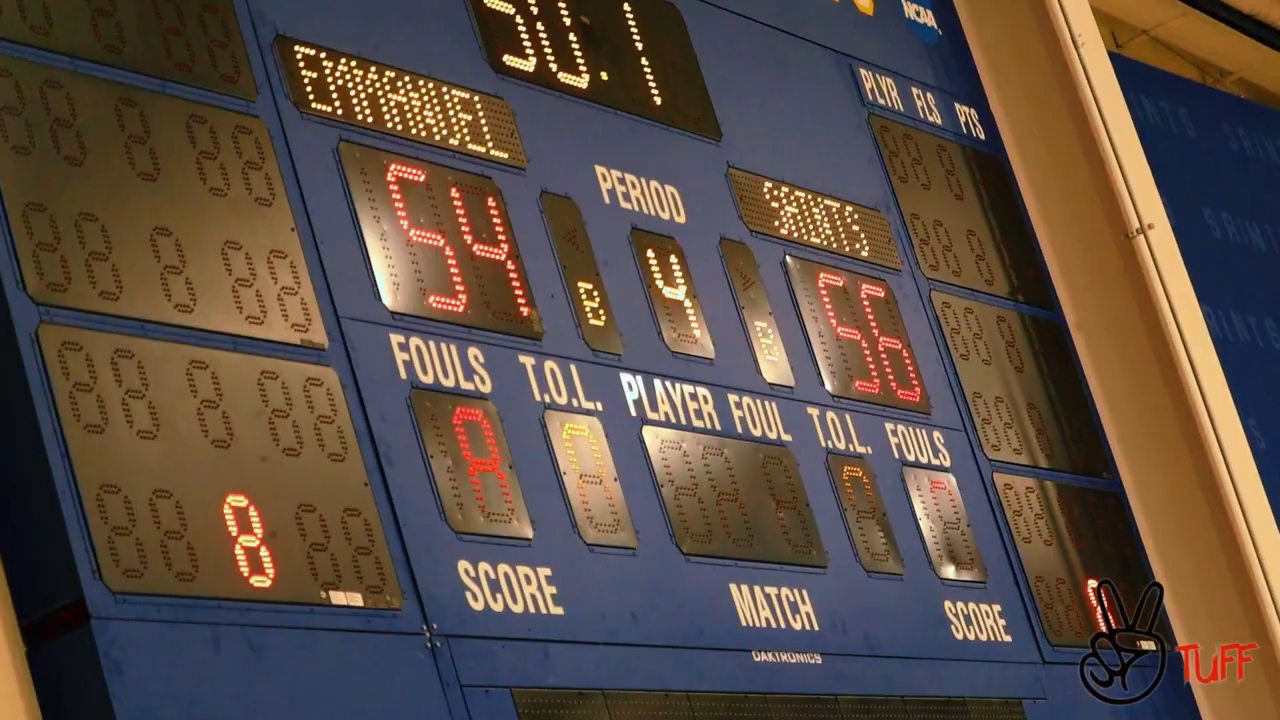 30.1
NCAA
EMMANUEL
PLYR FLS PTS
PERIOD
SAINTS
54
4
56
FOULS T.O.L. PLAYER FOUL T.O.L. FOULS
8
SCORE MATCH SCORE
DAKTRONICS
TUFF
SAINTS